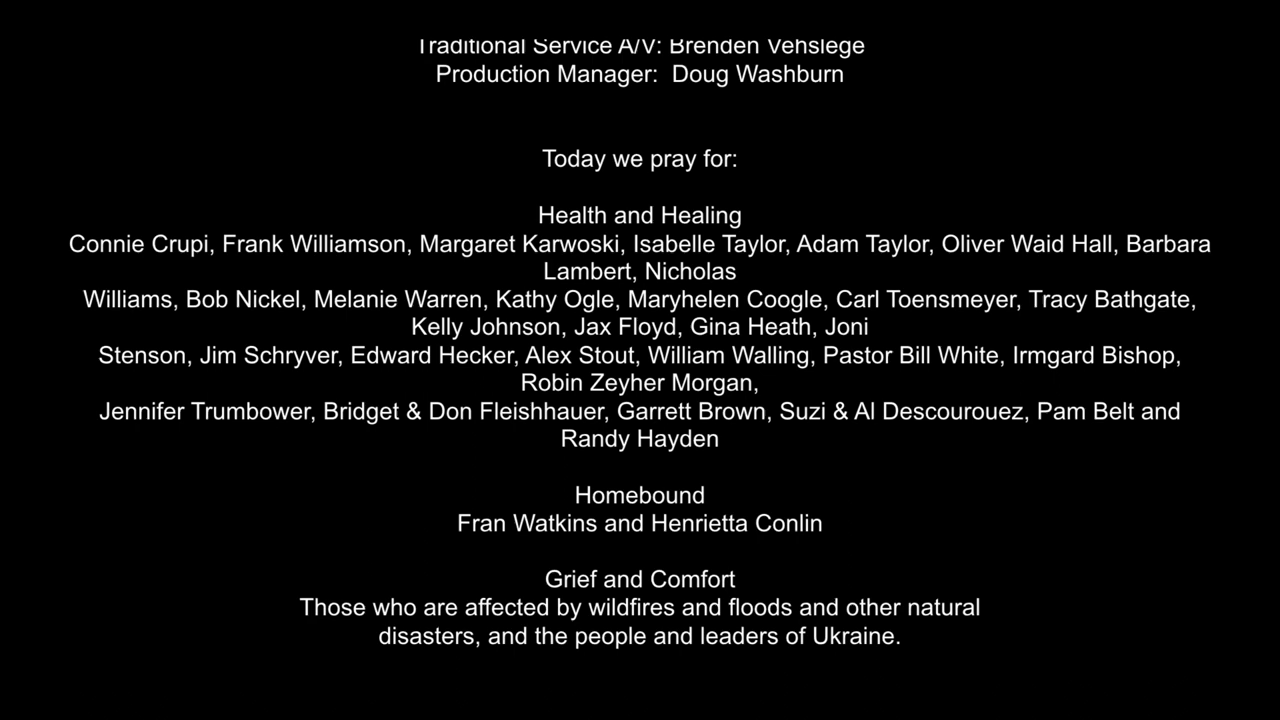 Traditional Service A/V: Brenden Vehslege
Production Manager:  Doug Washburn
Today we pray for:
Health and Healing
Connie Crupi, Frank Williamson, Margaret Karwoski, Isabelle Taylor, Adam Taylor, Oliver Waid Hall, Barbara
Lambert, Nicholas
Williams, Bob Nickel, Melanie Warren, Kathy Ogle, Maryhelen Coogle, Carl Toensmeyer, Tracy Bathgate,
Kelly Johnson, Jax Floyd, Gina Heath, Joni
Stenson, Jim Schryver, Edward Hecker, Alex Stout, William Walling, Pastor Bill White, Irmgard Bishop,
Robin Zeyher Morgan,
Jennifer Trumbower, Bridget & Don Fleishhauer, Garrett Brown, Suzi & Al Descourouez, Pam Belt and
Randy Hayden
Homebound
Fran Watkins and Henrietta Conlin
Grief and Comfort
Those who are affected by wildfires and floods and other natural
disasters, and the people and leaders of Ukraine.